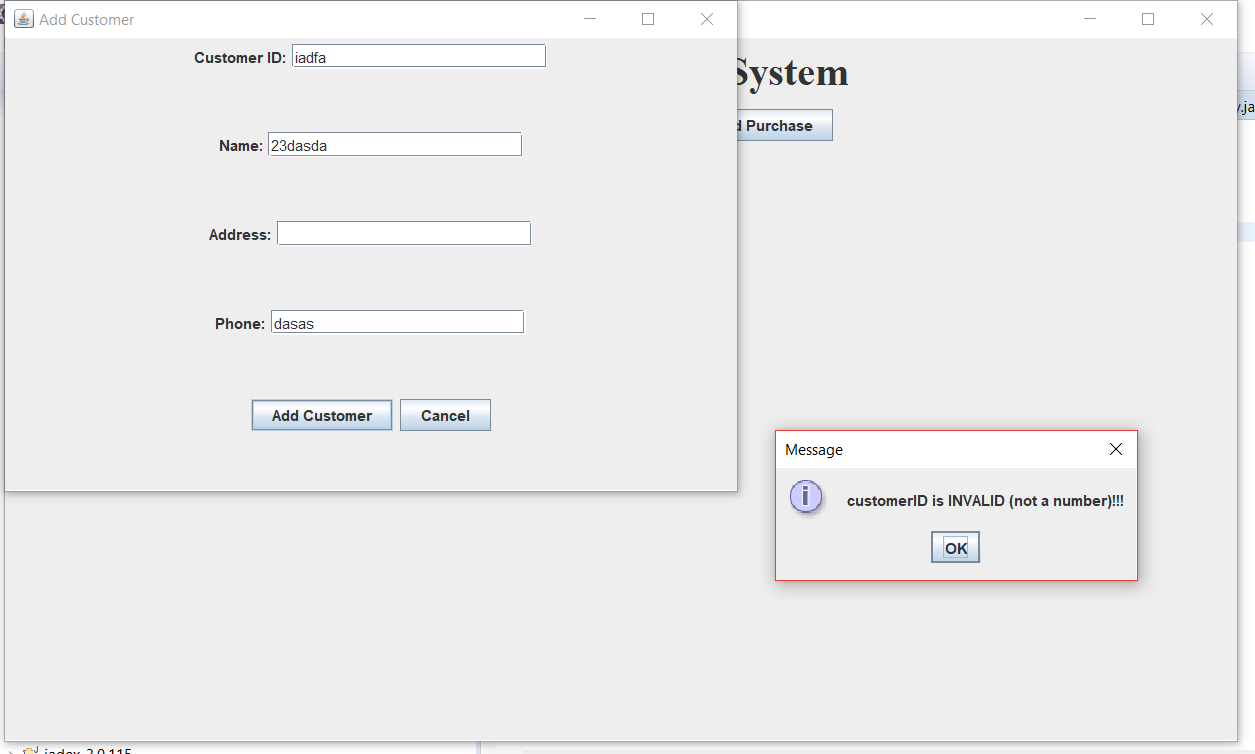 Add Customer
Customer ID: iadfa
System
d Purchase
y.ja
Name: 23dasda
Address:
Phone: dasas
Add Customer Cancel
Message
customerID is INVALID (not a number)!!!
OK
jadex-3.0.115